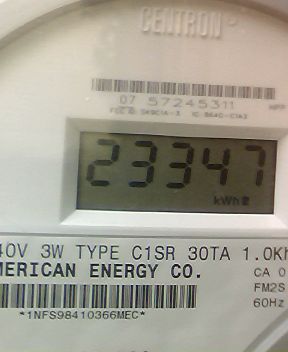 CENTRON
07 57245311
23347
kWh
40V 3W TYPE C1SR 30TA 1.0Kh
MERICAN ENERGY CO.
CA 0
FM2S
60Hz
*1NFS98410366MEC*